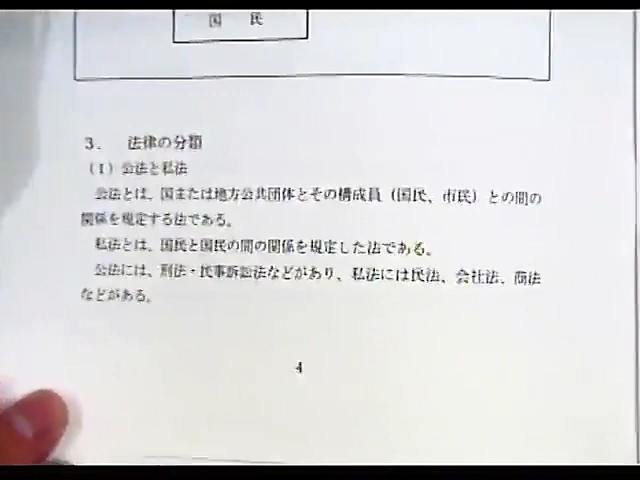 国 民
3. 法律の分類
(1)公法と私法
公法とは、国または地方公共団体とその構成員(国民、市民)との間の
関係を規定する法である。
私法とは、国民と国民の間の関係を規定した法である。
公法には、刑法・民事訴訟法などがあり、私法には民法、会社法、商法
などがある。
4